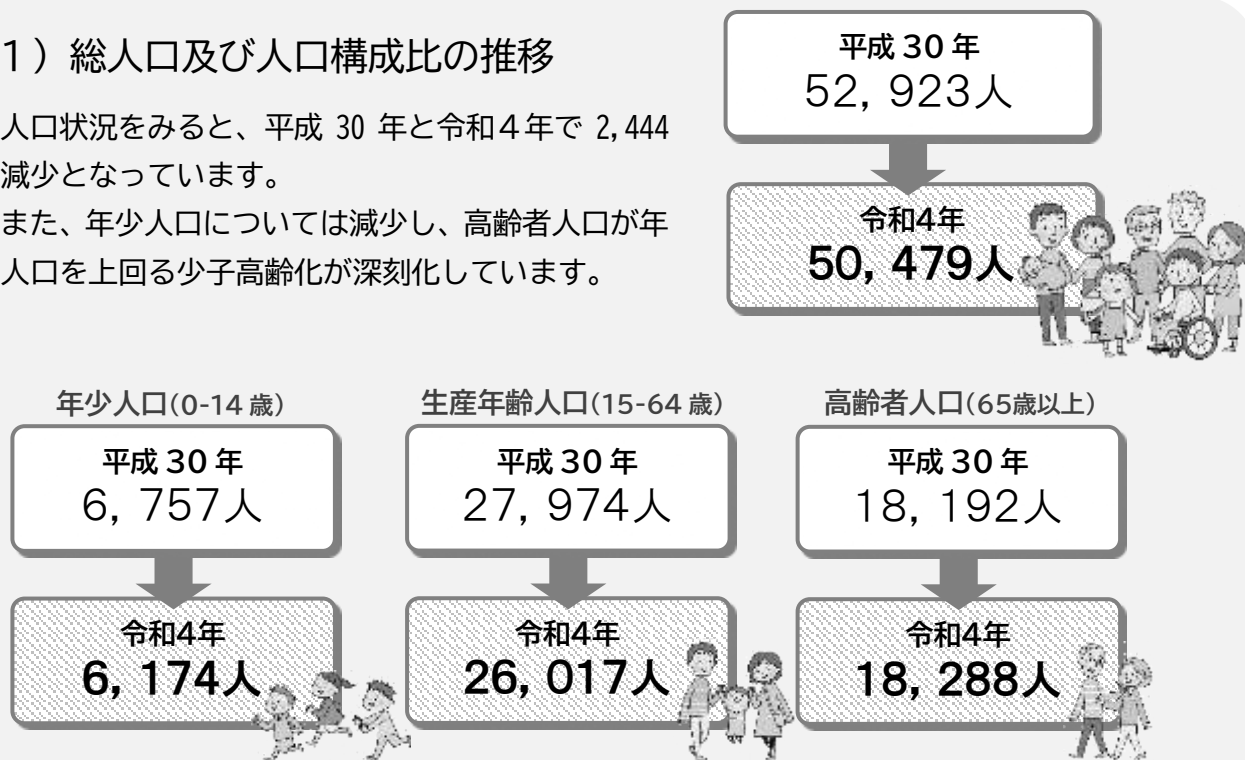 1）総人口及び人口構成比の推移
人口状況をみると、平成 30 年と令和４年で 2,444
減少となっています。
また、年少人口については減少し、高齢者人口が年
人口を上回る少子高齢化が深刻化しています。
平成 30 年
52，923人
令和4年
50，479人
年少人口(0-14 歳)
平成 30 年
6，757人
令和4年
6，174人
生産年齢人口(15-64 歳)
平成 30 年
27，974人
令和4年
26，017人
高齢者人口(65歳以上)
平成 30 年
18，192人
令和4年
18，288人